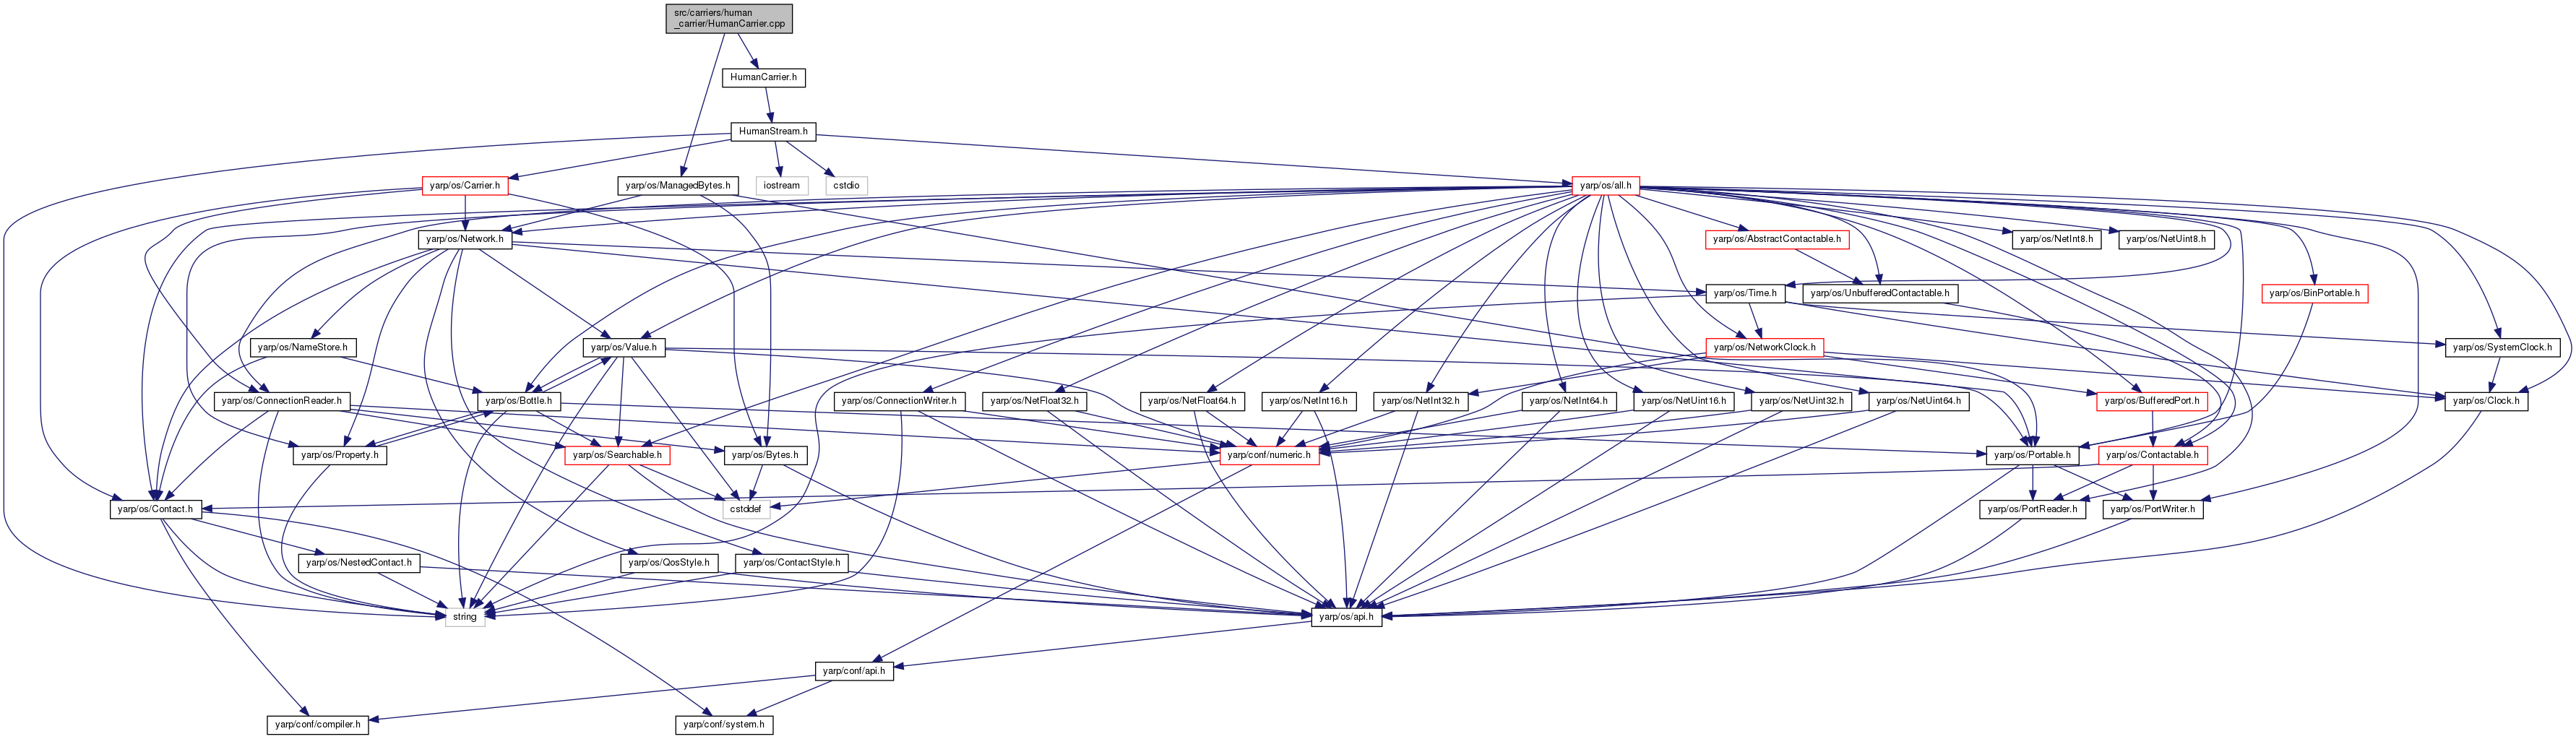 src/carriers/human
_carrier/HumanCarrier.cpp
HumanCarrier.h
HumanStream.h
yarp/os/Carrier.h
yarp/os/ManagedBytes.h
iostream
cstdio
yarp/os/all.h
yarp/os/Network.h
yarp/os/AbstractContactable.h
yarp/os/NetInt8.h
yarp/os/NetUint8.h
yarp/os/Time.h
yarp/os/UnbufferedContactable.h
yarp/os/BinPortable.h
yarp/os/NameStore.h
yarp/os/Value.h
yarp/os/NetworkClock.h
yarp/os/SystemClock.h
yarp/os/ConnectionReader.h
yarp/os/Bottle.h
yarp/os/ConnectionWriter.h
yarp/os/NetFloat32.h
yarp/os/NetFloat64.h
yarp/os/NetInt16.h
yarp/os/NetInt32.h
yarp/os/NetInt64.h
yarp/os/NetUint16.h
yarp/os/NetUint32.h
yarp/os/NetUint64.h
yarp/os/BufferedPort.h
yarp/os/Clock.h
yarp/os/Property.h
yarp/os/Searchable.h
yarp/os/Bytes.h
yarp/conf/numeric.h
yarp/os/Portable.h
yarp/os/Contactable.h
yarp/os/Contact.h
cstddef
yarp/os/PortReader.h
yarp/os/PortWriter.h
yarp/os/NestedContact.h
yarp/os/QosStyle.h
yarp/os/ContactStyle.h
string
yarp/os/api.h
yarp/conf/api.h
yarp/conf/compiler.h
yarp/conf/system.h